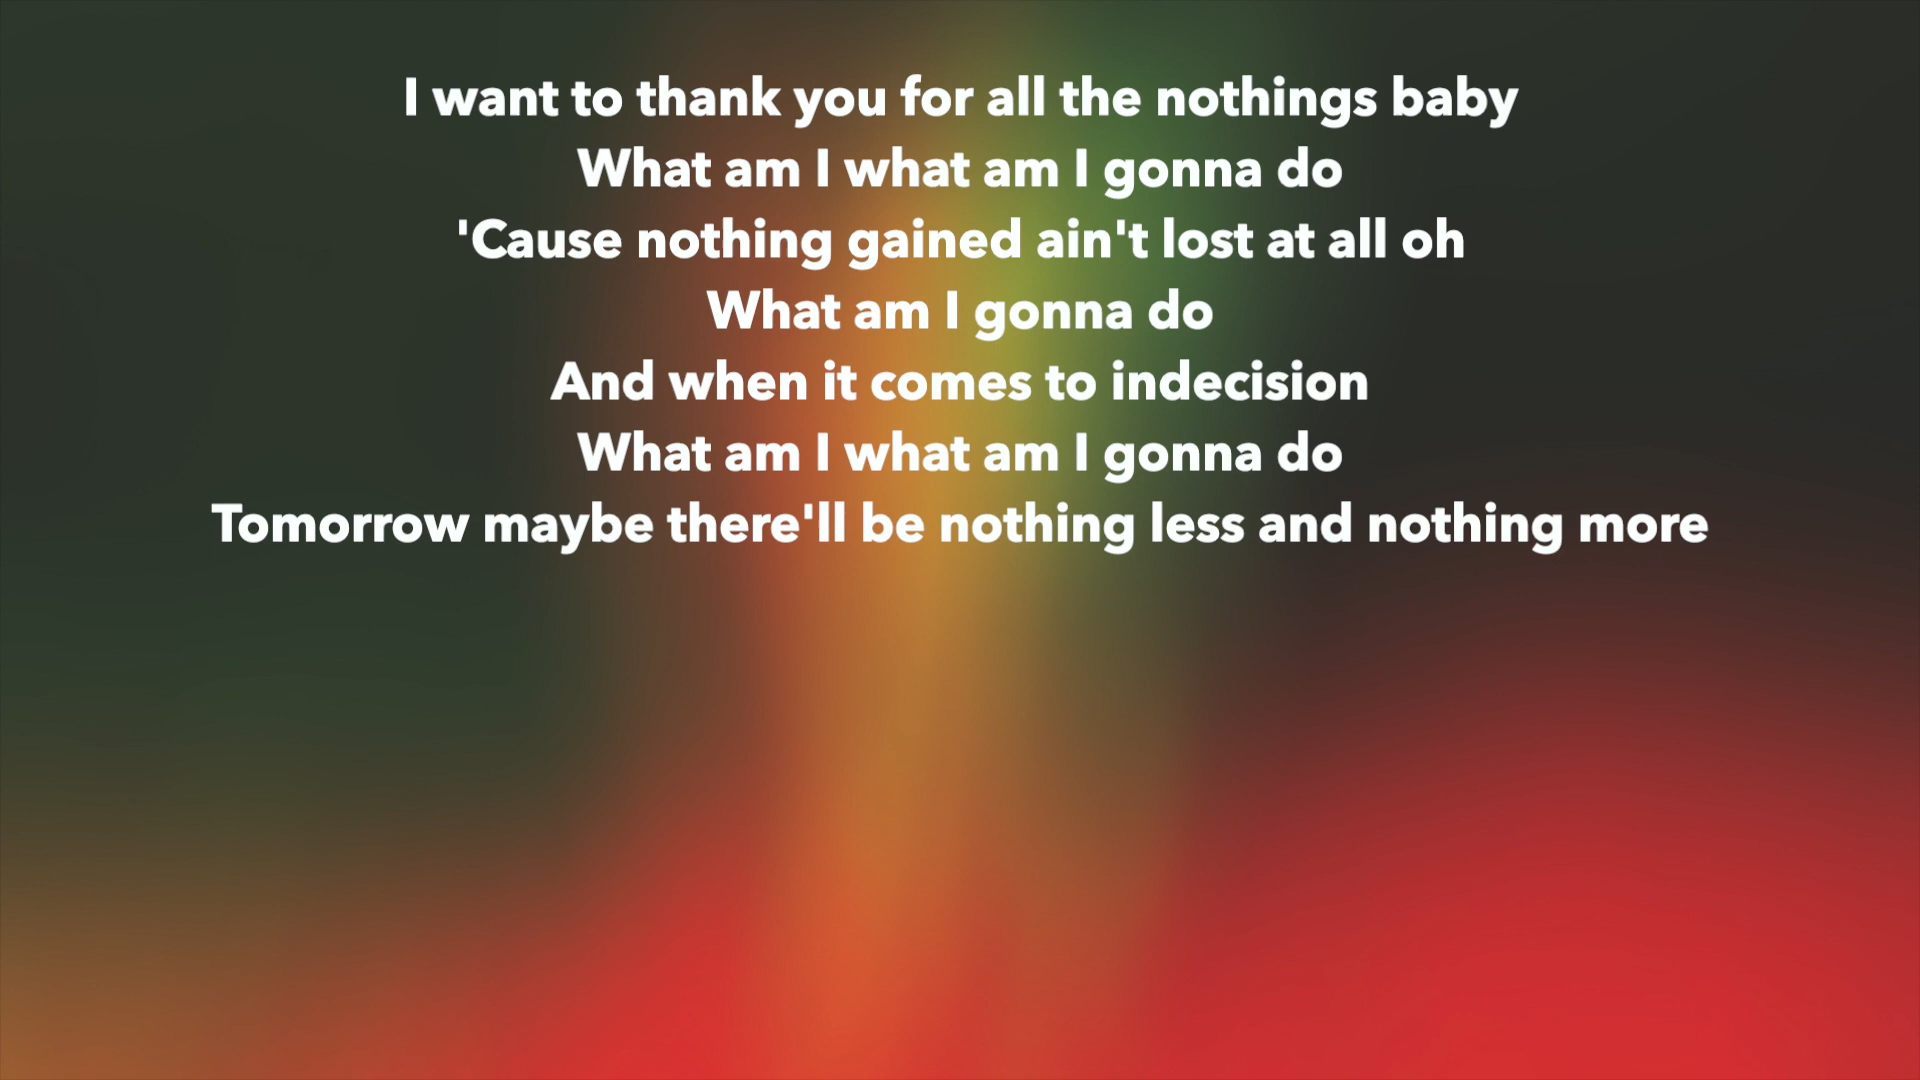 I want to thank you for all the nothings baby
What am I what am I gonna do
'Cause nothing gained ain't lost at all oh
What am I gonna do
And when it comes to indecision
What am I what am I gonna do
Tomorrow maybe there'll be nothing less and nothing more